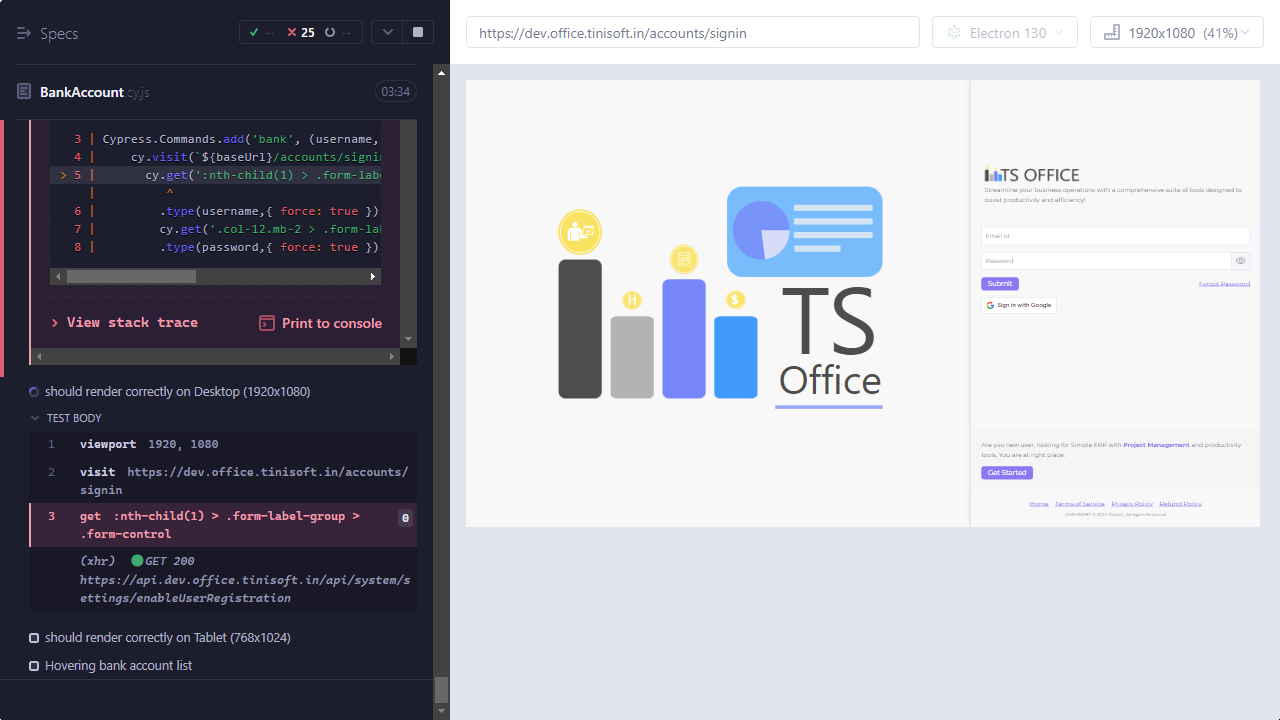 Specs
--
25
--
https://dev.office.tinisoft.in/accounts/signin
Electron 130
1920x1080 (41%)
BankAccount.cy.js
03:34
3 | Cypress.Commands.add('bank', (username,
4 | cy.visit(`${baseUrl}/accounts/signin
> 5 | cy.get(':nth-child(1) > .form-labe
| ^
6 | .type(username,{ force: true })
7 | cy.get('.col-12.mb-2 > .form-lab
8 | .type(password,{ force: true })
View stack trace
Print to console
should render correctly on Desktop (1920x1080)
TEST BODY
1 viewport 1920, 1080
2 visit https://dev.office.tinisoft.in/accounts/
signin
3 get :nth-child(1) > .form-label-group >
.form-control
0
(xhr) GET 200
https://api.dev.office.tinisoft.in/api/system/s
ettings/enableUserRegistration
should render correctly on Tablet (768x1024)
Hovering bank account list
H
$
TS
Office
TS OFFICE
Streamline your business operations with a comprehensive suite of tools designed to
boost productivity and efficiency!
Email Id
Password
Submit
Forgot Password
Sign in with Google
Are you new user, looking for Simple ERP with Project Management and productivity
tools. You are at right place.
Get Started
Home Terms of Service Privacy Policy Refund Policy